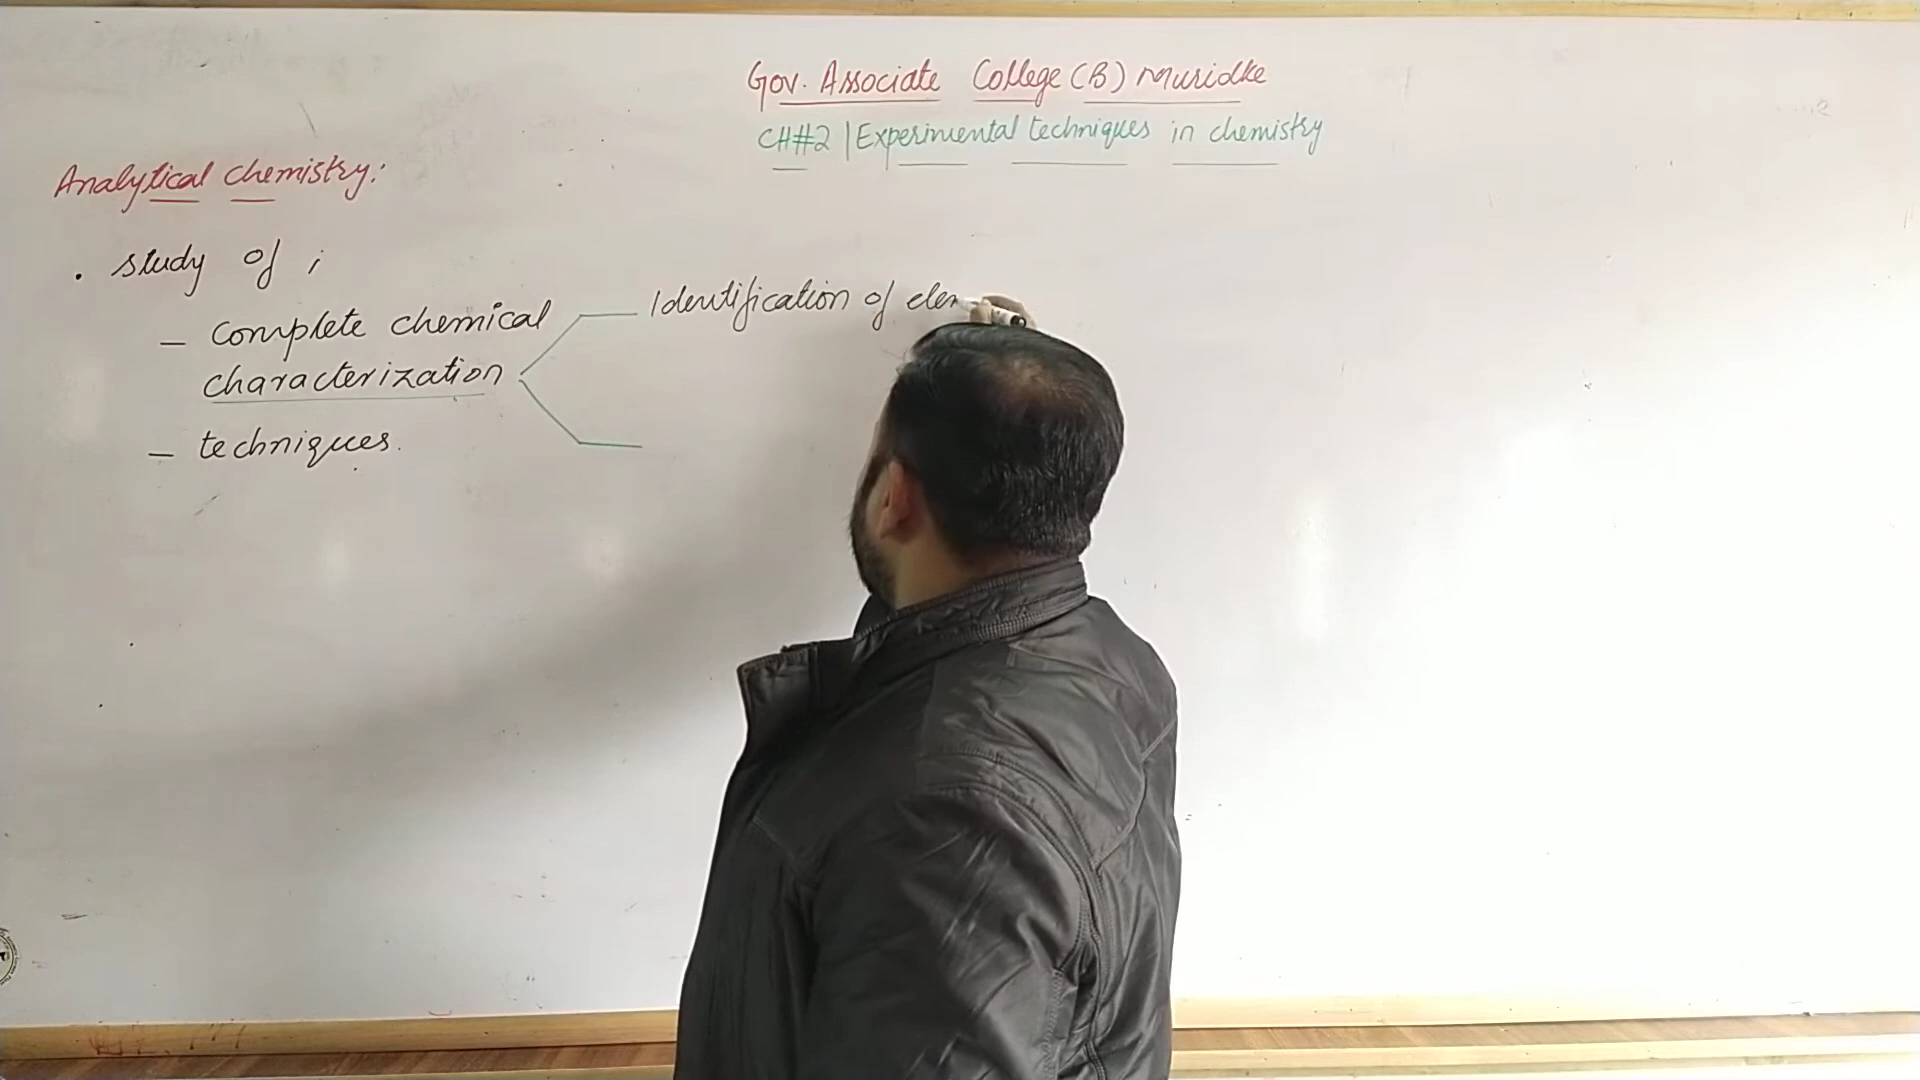 Gov. Associate College (B) Muridke
CH#2 | Experimental techniques in chemistry
Analytical chemistry:
. study of ;
– complete chemical
characterization
– techniques.
Identification of elem